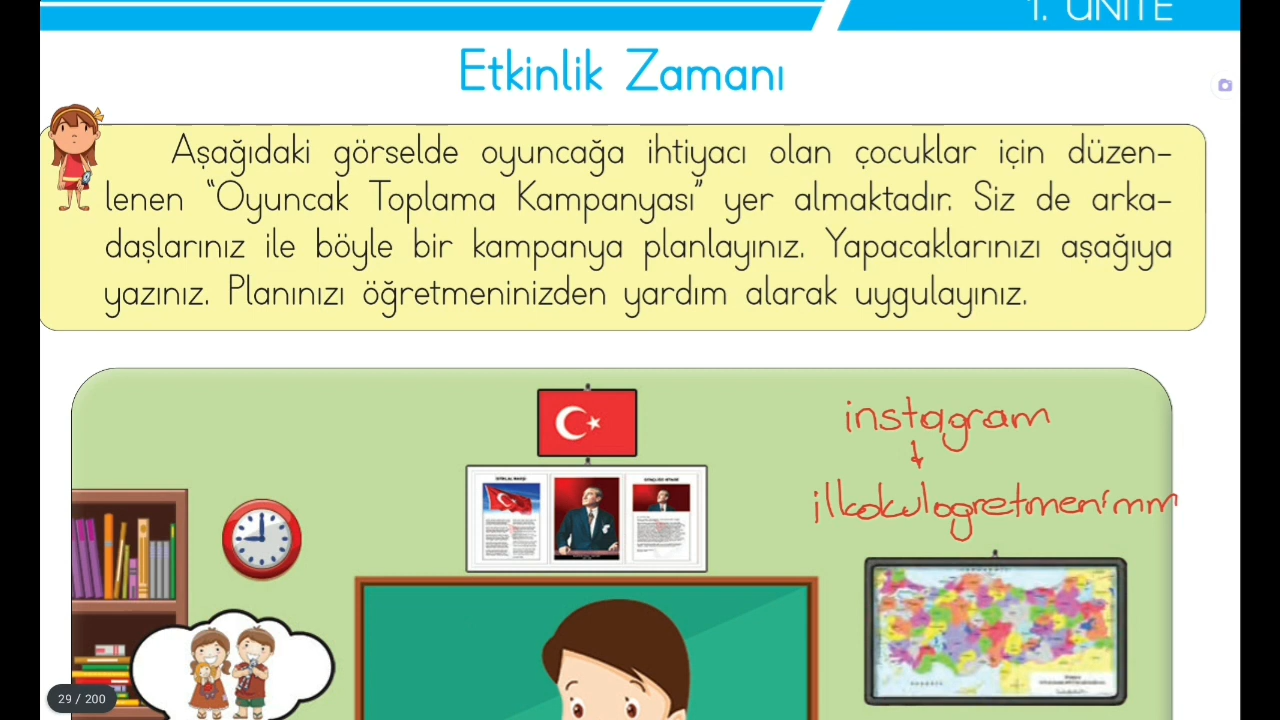 1. ÜNİTE
Etkinlik Zamanı
Aşağıdaki görselde oyuncağa ihtiyacı olan çocuklar için düzen-
lenen “Oyuncak Toplama Kampanyası” yer almaktadır. Siz de arka-
daşlarınız ile böyle bir kampanya planlayınız. Yapacaklarınızı aşağıya
yazınız. Planınızı öğretmeninizden yardım alarak uygulayınız.
instagram
ilkokulogretmenimm
29 / 200